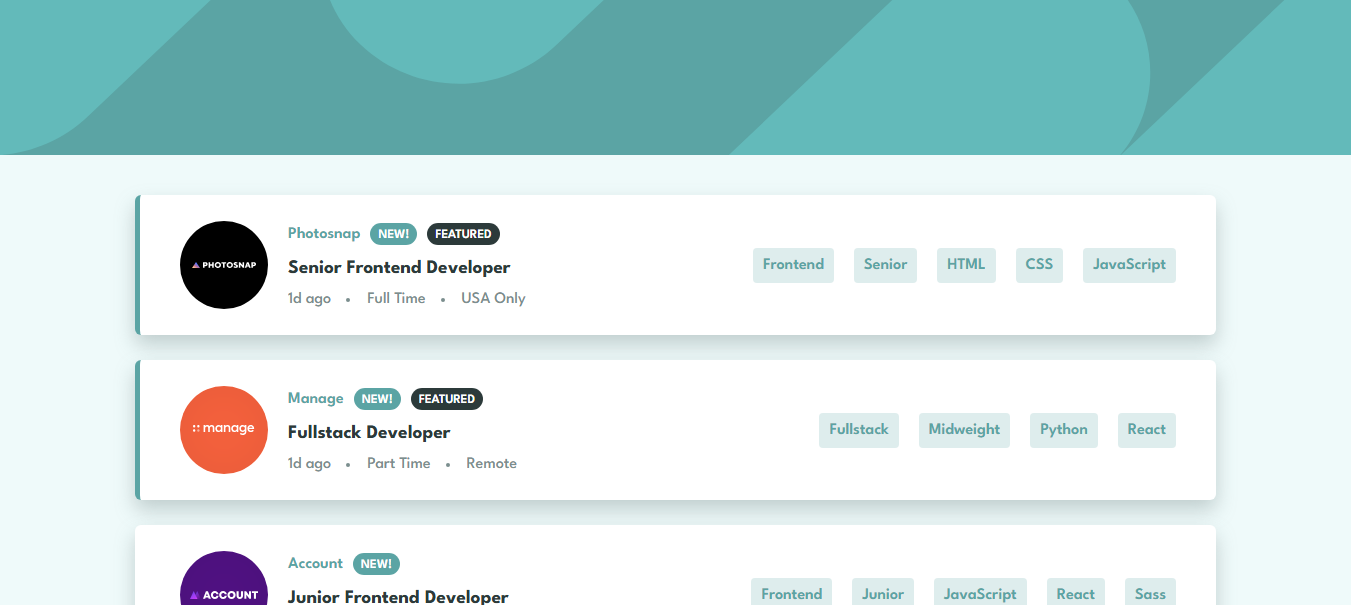 PHOTOSNAP
Photosnap NEW! FEATURED
Senior Frontend Developer
1d ago • Full Time • USA Only
Frontend Senior HTML CSS JavaScript
manage
Manage NEW! FEATURED
Fullstack Developer
1d ago • Part Time • Remote
Fullstack Midweight Python React
ACCOUNT
Account NEW!
Junior Frontend Developer
Frontend Junior JavaScript React Sass